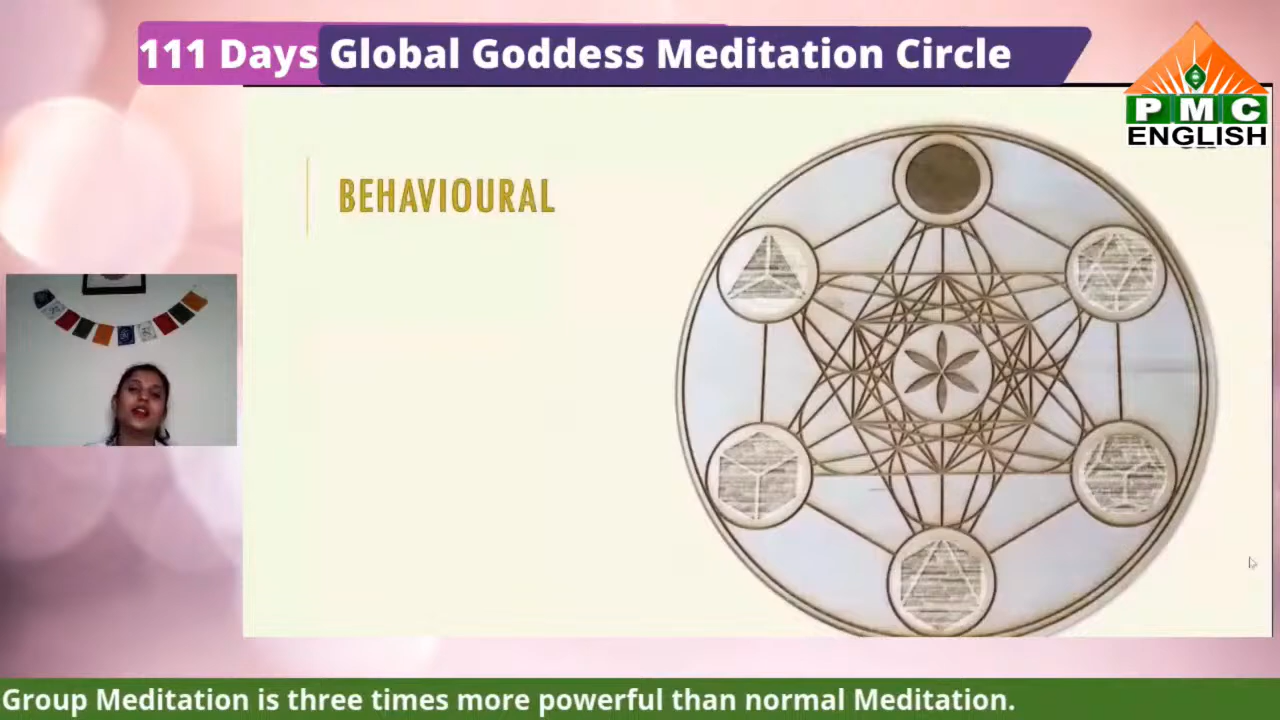 111 Days Global Goddess Meditation Circle
PMC
ENGLISH
BEHAVIOURAL
Group Meditation is three times more powerful than normal Meditation.